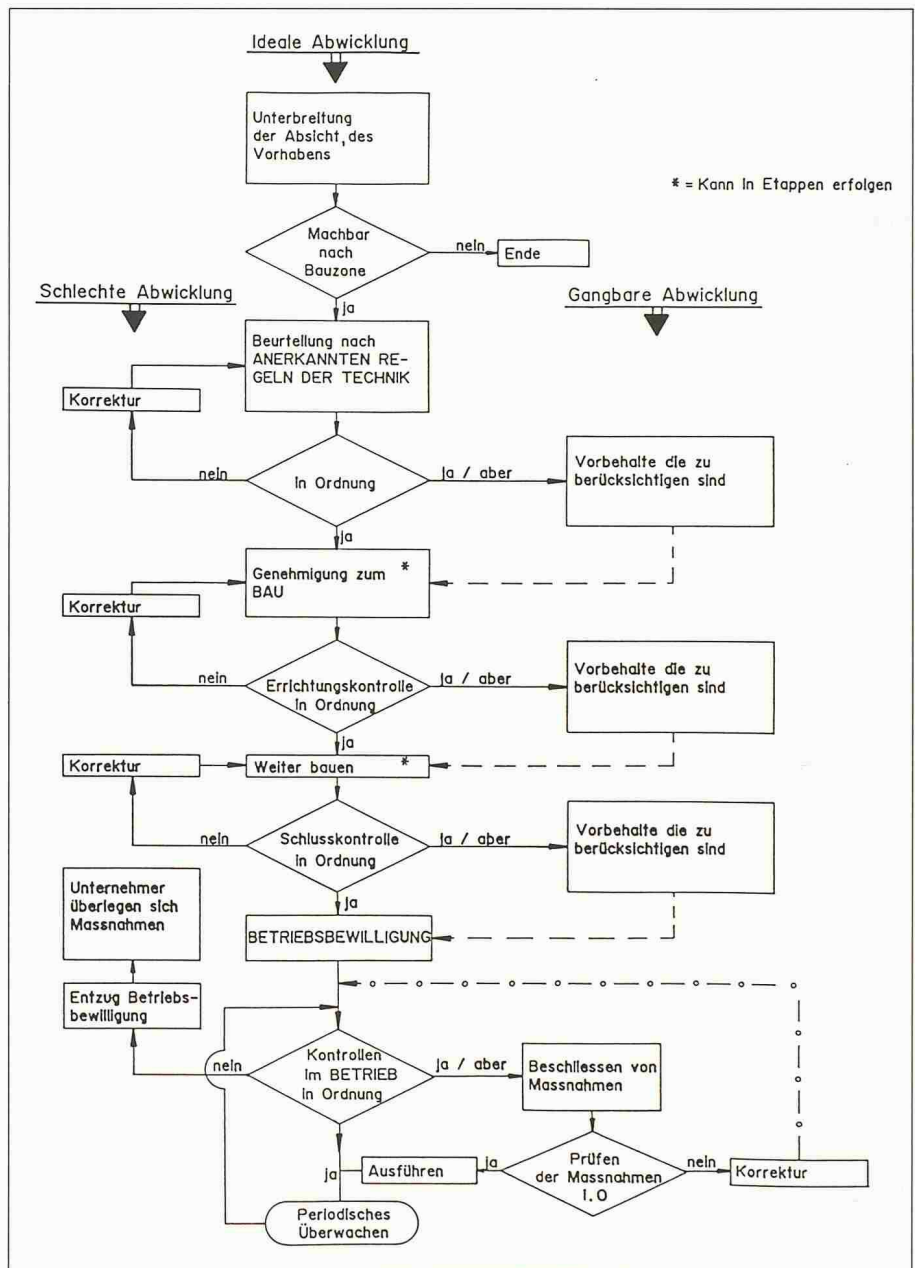 Ideale Abwicklung
Unterbreitung
der Absicht, des
Vorhabens
* = Kann in Etappen erfolgen
Machbar
nach
Bauzone
nein
Ende
ja
Schlechte Abwicklung
Gangbare Abwicklung
Beurteilung nach
ANERKANNTEN RE-
GELN DER TECHNIK
Korrektur
nein
in Ordnung
ja / aber
Vorbehalte die zu
berücksichtigen sind
ja
Genehmigung zum *
BAU
Korrektur
nein
Errichtungskontrolle
in Ordnung
ja / aber
Vorbehalte die zu
berücksichtigen sind
ja
Korrektur
Weiter bauen *
nein
Schlusskontrolle
in Ordnung
ja / aber
Vorbehalte die zu
berücksichtigen sind
ja
Unternehmer
überlegen sich
Massnahmen
BETRIEBSBEWILLIGUNG
Entzug Betriebs-
bewilligung
nein
Kontrollen
im BETRIEB
in Ordnung
ja / aber
Beschliessen von
Massnahmen
ja
Ausführen
ja
Prüfen
der Massnahmen
i.O
nein
Korrektur
Periodisches
Überwachen